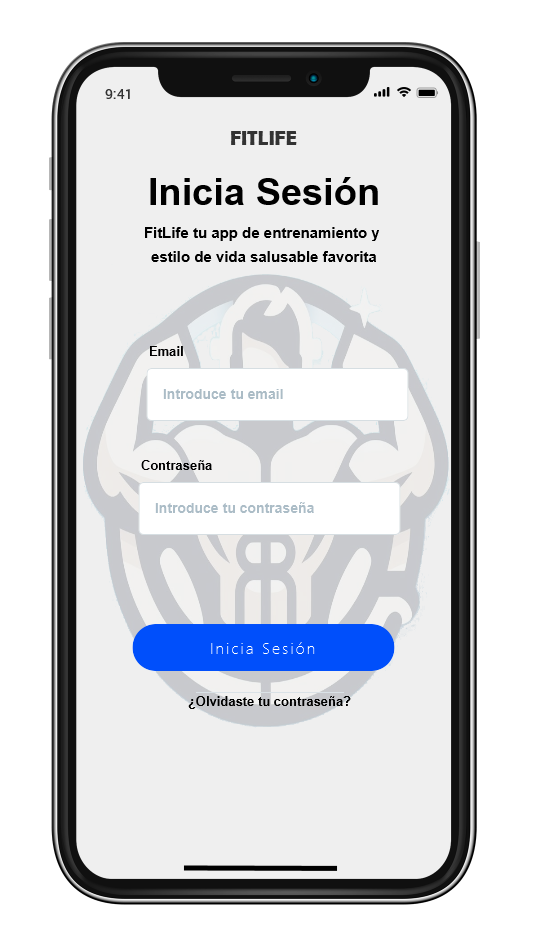 9:41
FITLIFE
Inicia Sesión
FitLife tu app de entrenamiento y
estilo de vida salusable favorita
Email
Introduce tu email
Contraseña
Introduce tu contraseña
Inicia Sesión
¿Olvidaste tu contraseña?